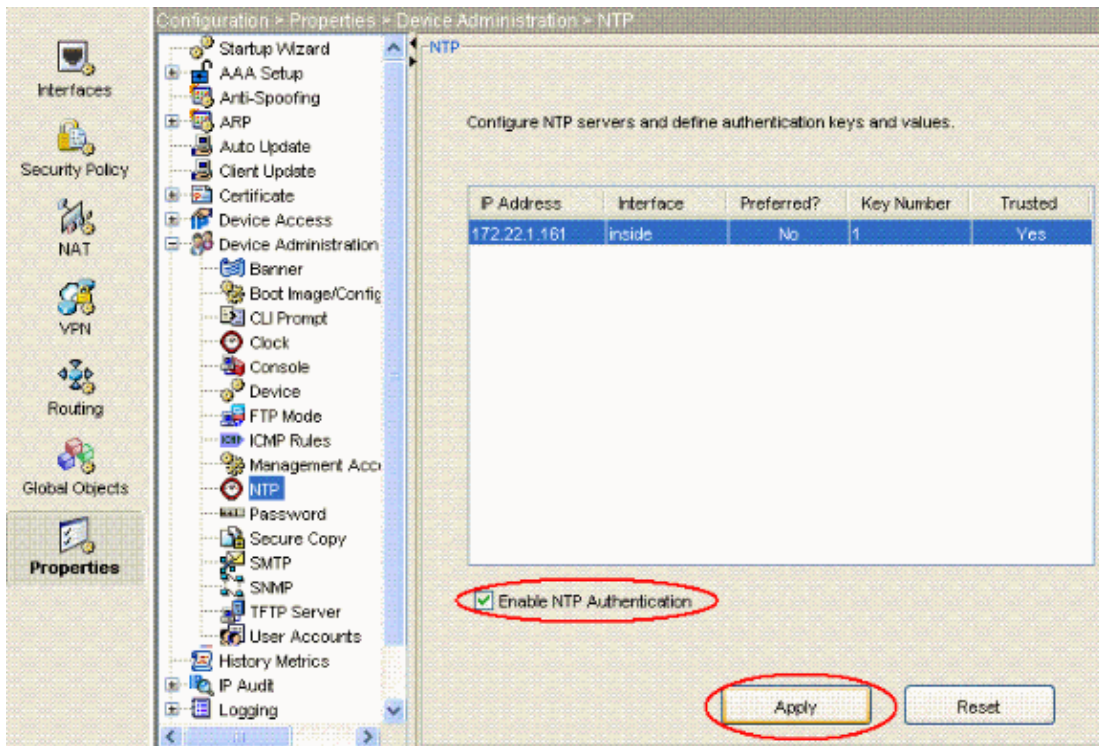 Configuration > Properties > Device Administration > NTP
Interfaces
Security Policy
NAT
VPN
Routing
Global Objects
Properties
Startup Wizard
AAA Setup
Anti-Spoofing
ARP
Auto Update
Client Update
Certificate
Device Access
Device Administration
Banner
Boot Image/Config
CLI Prompt
Clock
Console
Device
FTP Mode
ICMP ICMP Rules
Management Acc
NTP
Password
Secure Copy
SMTP
SNMP
TFTP Server
User Accounts
History Metrics
IP Audit
Logging
NTP
Configure NTP servers and define authentication keys and values.
IP Address Interface Preferred? Key Number Trusted
172.22.1.161 inside No 1 Yes
Enable NTP Authentication
Apply Reset